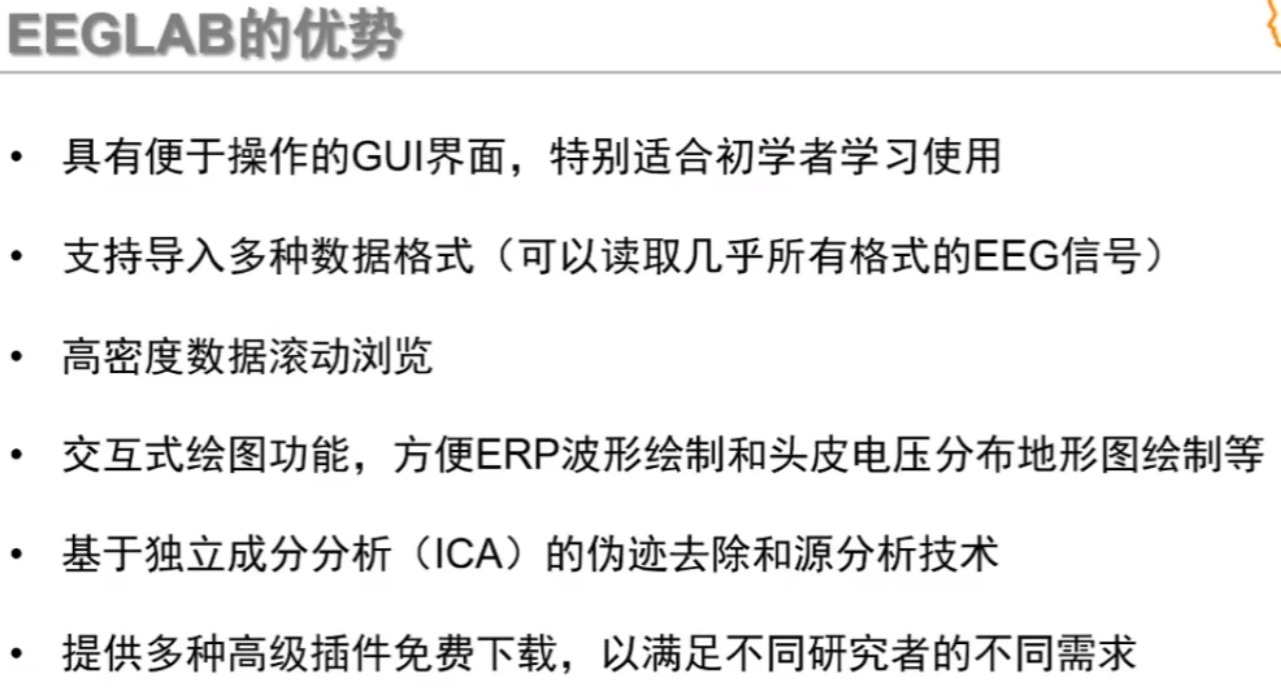 EEGLAB的优势
• 具有便于操作的GUI界面，特别适合初学者学习使用
• 支持导入多种数据格式（可以读取几乎所有格式的EEG信号）
• 高密度数据滚动浏览
• 交互式绘图功能，方便ERP波形绘制和头皮电压分布地形图绘制等
• 基于独立成分分析（ICA）的伪迹去除和源分析技术
• 提供多种高级插件免费下载，以满足不同研究者的不同需求